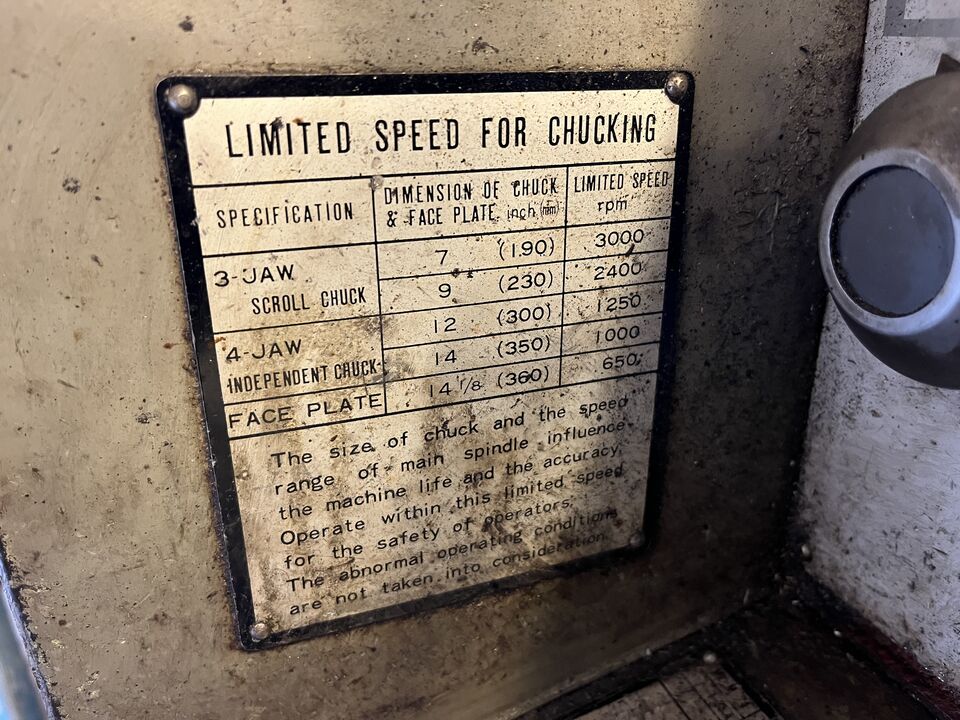 LIMITED SPEED FOR CHUCKING
SPECIFICATION DIMENSION OF CHUCK & FACE PLATE inch (mm) LIMITED SPEED rpm
3-JAW SCROLL CHUCK 7 (190) 3000
9 (230) 2400
4-JAW INDEPENDENT CHUCK 12 (300) 1250
14 (350) 1000
FACE PLATE 14 1/8 (360) 650
The size of chuck and the speed
range of main spindle influence
the machine life and the accuracy.
Operate within this limited speed
for the safety of operators.
The abnormal operating conditions
are not taken into consideration.